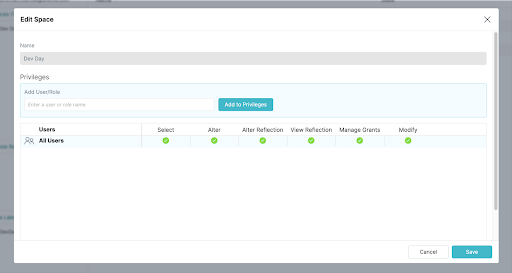 Edit Space
Name
Dev Day
Privileges
Add User/Role
Enter a user or role name
Add to Privileges
Users Select Alter Alter Reflection View Reflection Manage Grants Modify
All Users
Cancel Save